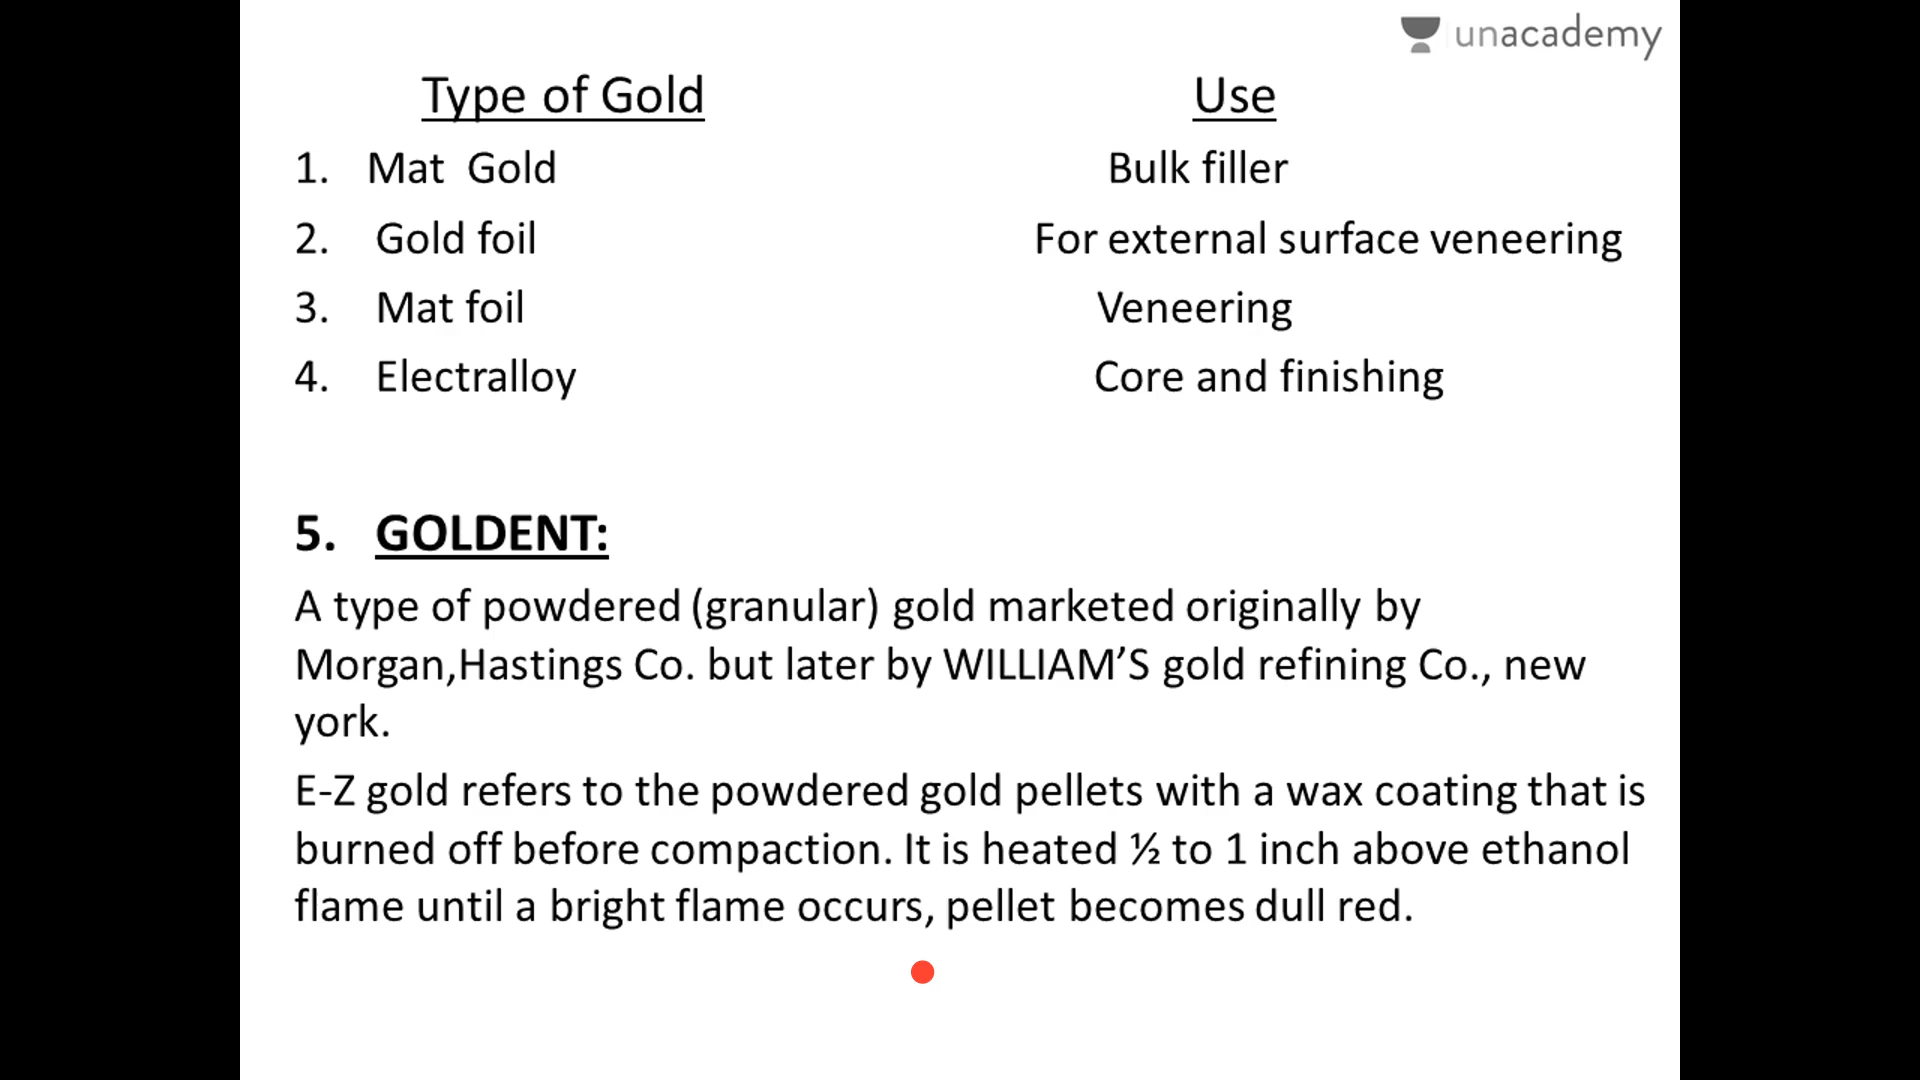 unacademy
Type of Gold Use
1. Mat Gold Bulk filler
2. Gold foil For external surface veneering
3. Mat foil Veneering
4. Electralloy Core and finishing
5. GOLDENT:
A type of powdered (granular) gold marketed originally by
Morgan,Hastings Co. but later by WILLIAM’S gold refining Co., new
york.
E-Z gold refers to the powdered gold pellets with a wax coating that is
burned off before compaction. It is heated ½ to 1 inch above ethanol
flame until a bright flame occurs, pellet becomes dull red.